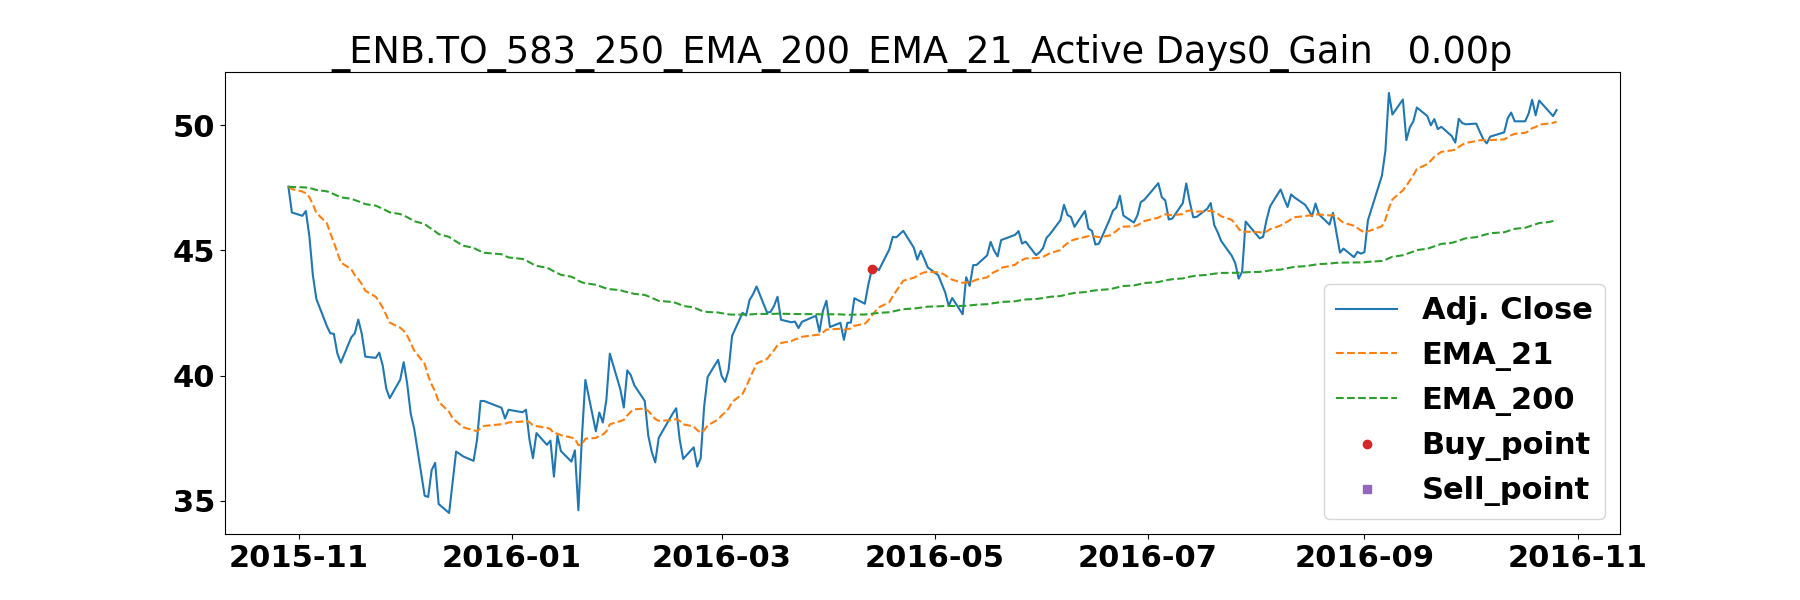 _ENB.TO_583_250_EMA_200_EMA_21_Active Days0_Gain   0.00p
50
45
40
35
2015-11 2016-01 2016-03 2016-05 2016-07 2016-09 2016-11
Adj. Close
EMA_21
EMA_200
Buy_point
Sell_point